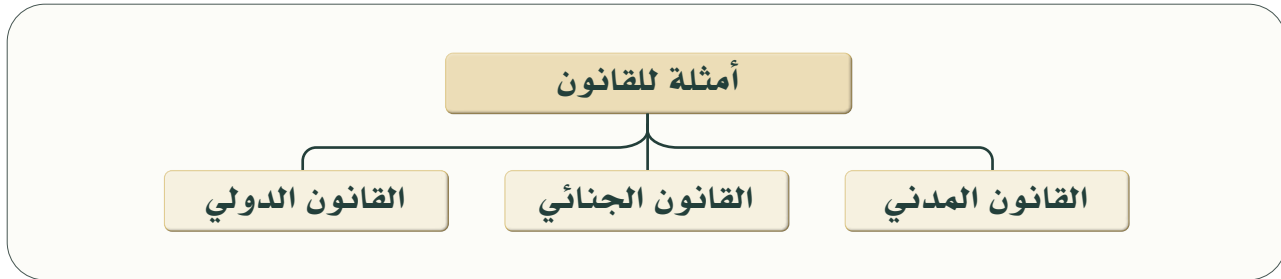 أمثلة للقانون
القانون المدني
القانون الجنائي
القانون الدولي